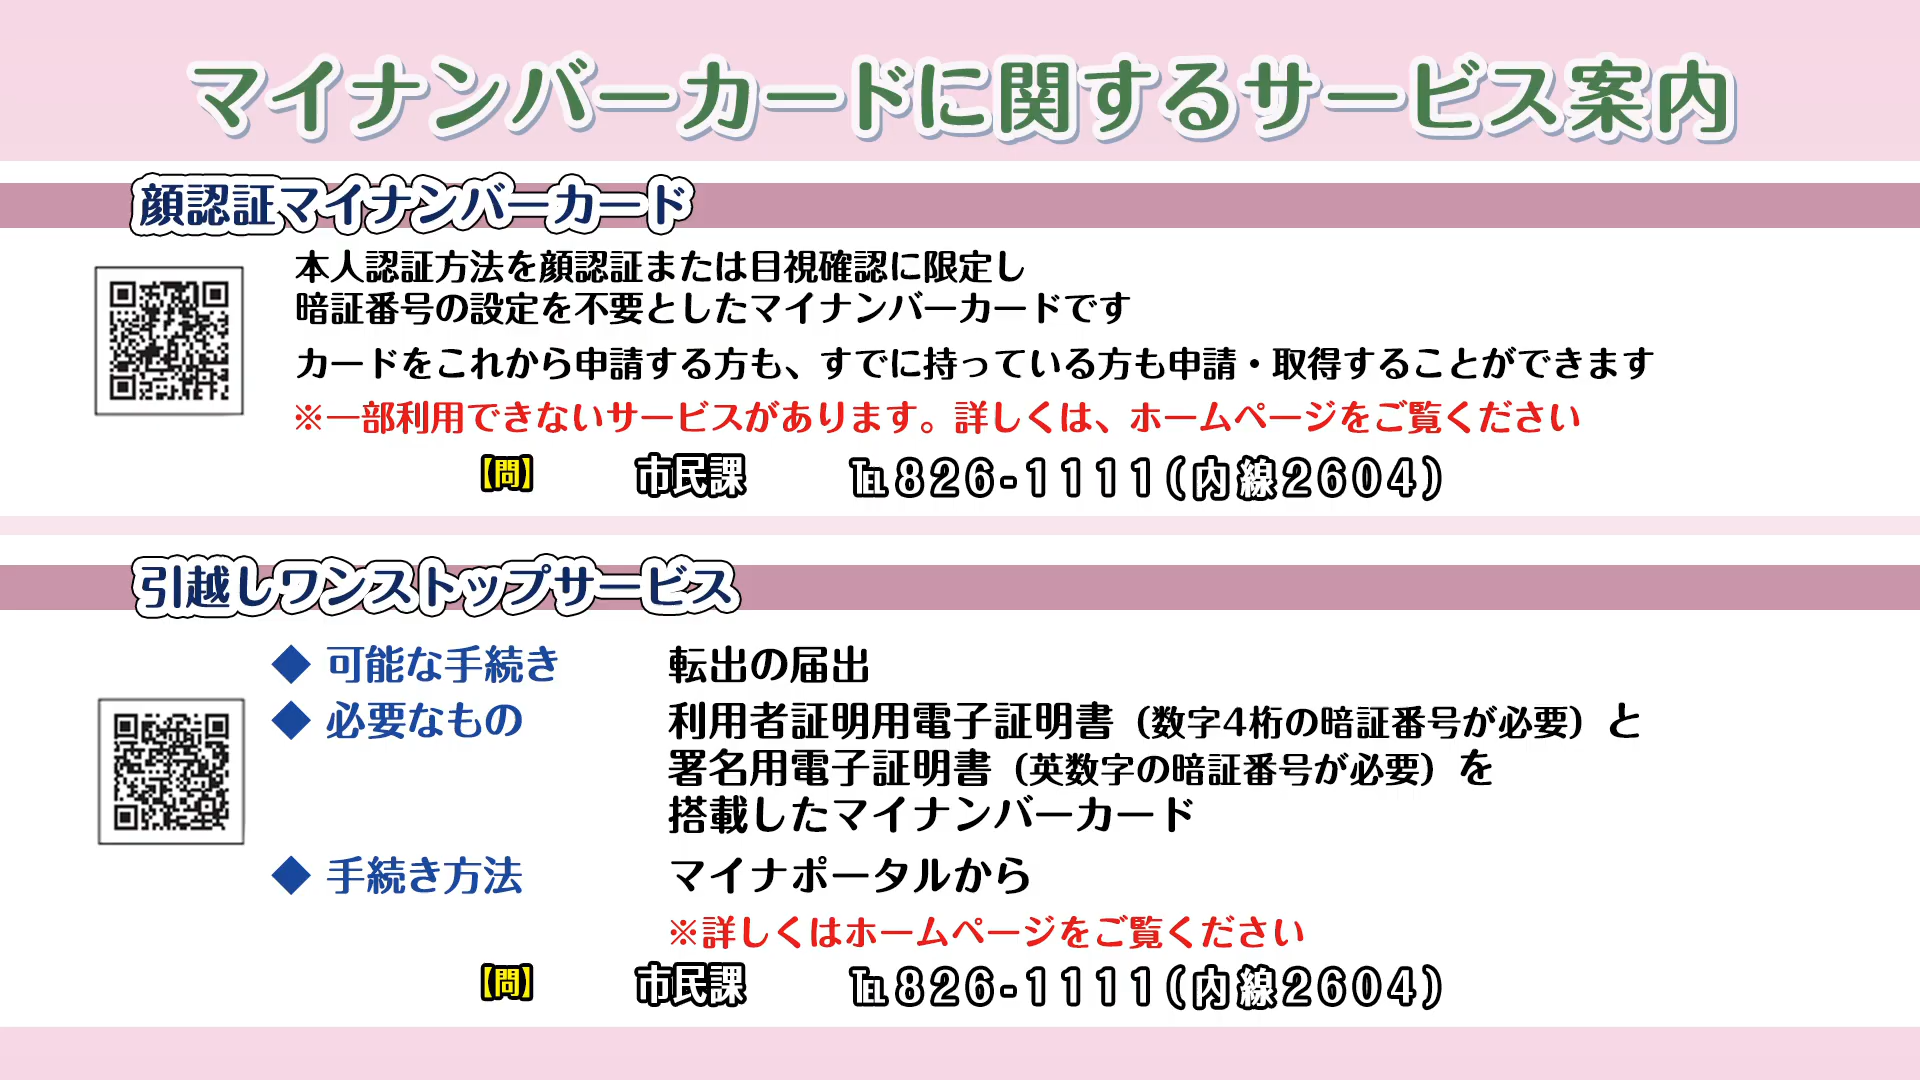 マイナンバーカードに関するサービス案内
顔認証マイナンバーカード
本人認証方法を顔認証または目視確認に限定し
暗証番号の設定を不要としたマイナンバーカードです
カードをこれから申請する方も、すでに持っている方も申請・取得することができます
※一部利用できないサービスがあります。詳しくは、ホームページをご覧ください
【問】 市民課 ℡826-1111(内線2604)
引越しワンストップサービス
◆ 可能な手続き 転出の届出
◆ 必要なもの 利用者証明用電子証明書（数字4桁の暗証番号が必要）と
署名用電子証明書（英数字の暗証番号が必要）を
搭載したマイナンバーカード
◆ 手続き方法 マイナポータルから
※詳しくはホームページをご覧ください
【問】 市民課 ℡826-1111(内線2604)